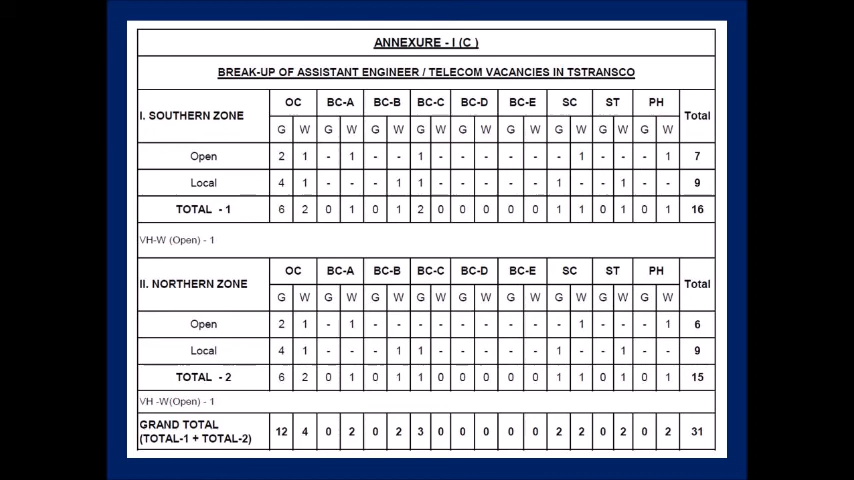 ANNEXURE - I (C )
BREAK-UP OF ASSISTANT ENGINEER / TELECOM VACANCIES IN TSTRANSCO
I. SOUTHERN ZONE OC BC-A BC-B BC-C BC-D BC-E SC ST PH Total
G W G W G W G W G W G W G W G W G W
Open 2 1 - 1 - - 1 - - - - - - 1 - - - 1 7
Local 4 1 - - - 1 1 - - - - - 1 - - 1 - - 9
TOTAL - 1 6 2 0 1 0 1 2 0 0 0 0 0 1 1 0 1 0 1 16
VH-W (Open) - 1
II. NORTHERN ZONE OC BC-A BC-B BC-C BC-D BC-E SC ST PH Total
G W G W G W G W G W G W G W G W G W
Open 2 1 - 1 - - - - - - - - - 1 - - - 1 6
Local 4 1 - - - 1 1 - - - - - 1 - - 1 - - 9
TOTAL - 2 6 2 0 1 0 1 1 0 0 0 0 0 1 1 0 1 0 1 15
VH -W(Open) - 1
GRAND TOTAL
(TOTAL-1 + TOTAL-2) 12 4 0 2 0 2 3 0 0 0 0 0 2 2 0 2 0 2 31